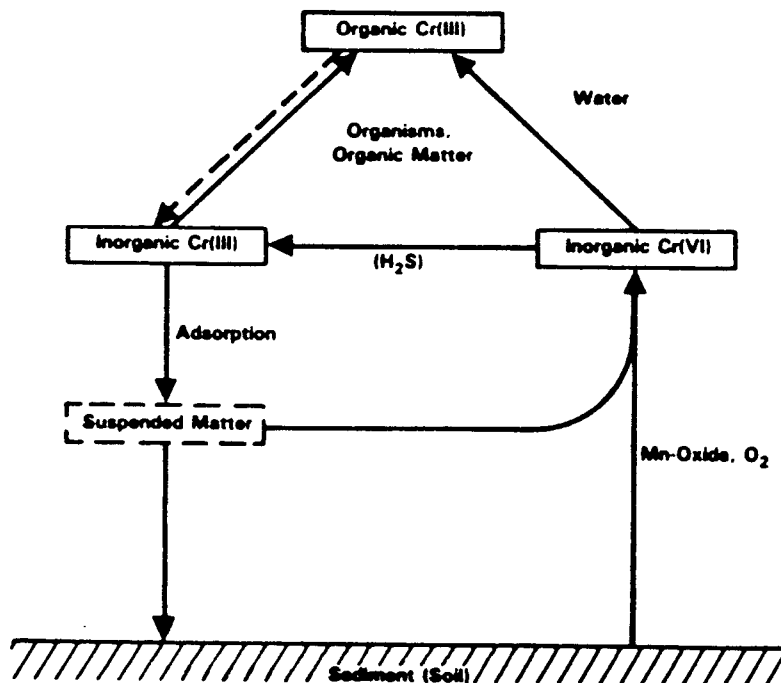 Organic Cr(III)
Water
Organisms,
Organic Matter
Inorganic Cr(III)
(H₂S)
Inorganic Cr(VI)
Adsorption
Suspended Matter
Mn-Oxide, O₂
Sediment (Soil)